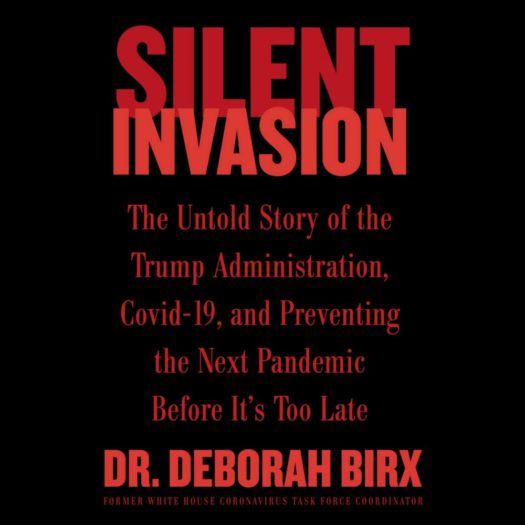 SILENT
INVASION
The Untold Story of the
Trump Administration,
Covid-19, and Preventing
the Next Pandemic
Before It's Too Late
DR. DEBORAH BIRX
FORMER WHITE HOUSE CORONAVIRUS TASK FORCE COORDINATOR